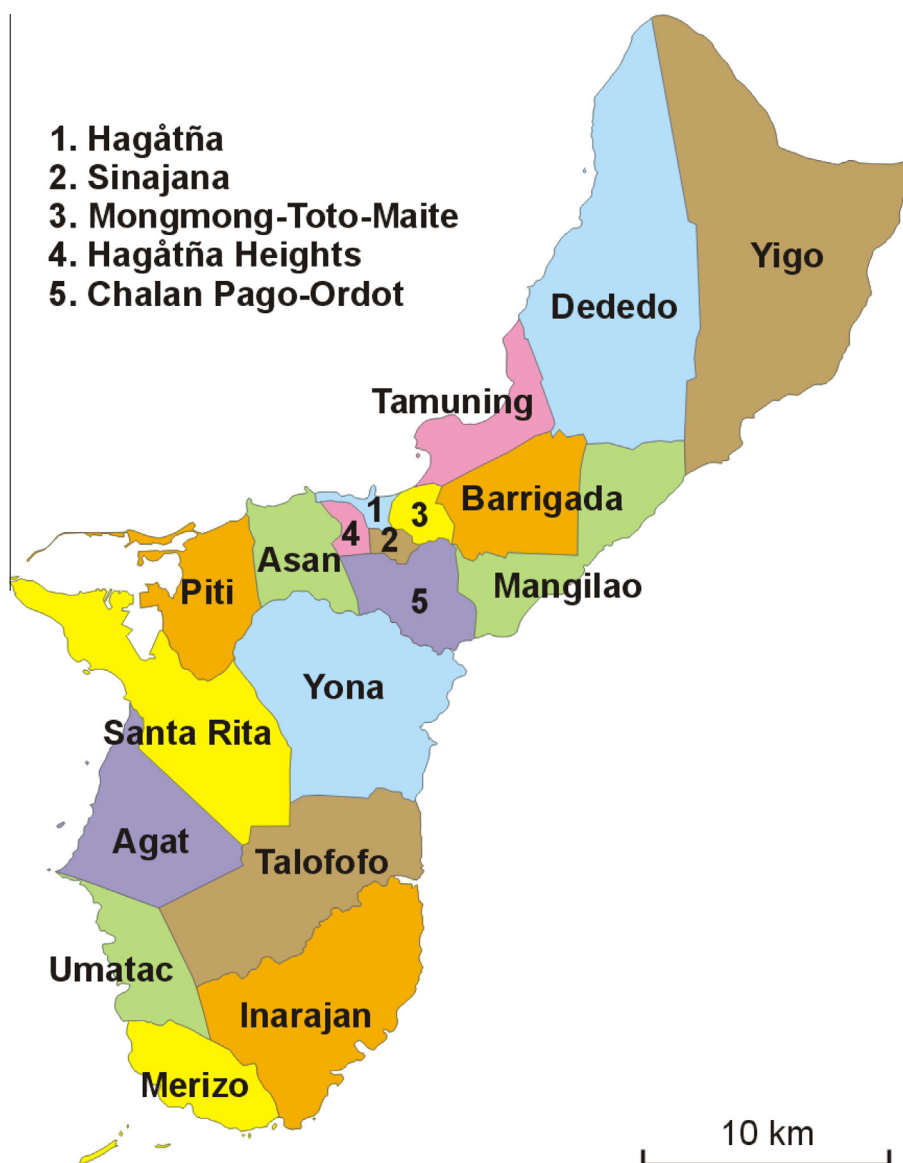 1. Hagåtña
2. Sinajana
3. Mongmong-Toto-Maite
4. Hagåtña Heights
5. Chalan Pago-Ordot
Yigo
Dededo
Tamuning
Barrigada
1
3
4
2
Asan
Mangilao
Piti
5
Yona
Santa Rita
Agat
Talofofo
Umatac
Inarajan
Merizo
10 km